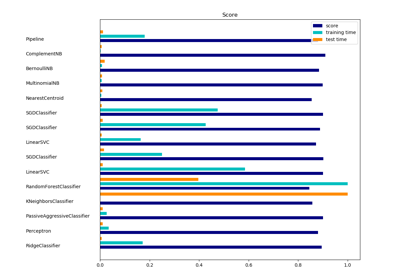 Score
score
training time
test time
Pipeline
ComplementNB
BernoulliNB
MultinomialNB
NearestCentroid
SGDClassifier
SGDClassifier
LinearSVC
SGDClassifier
LinearSVC
RandomForestClassifier
KNeighborsClassifier
PassiveAggressiveClassifier
Perceptron
RidgeClassifier
0.0 0.2 0.4 0.6 0.8 1.0